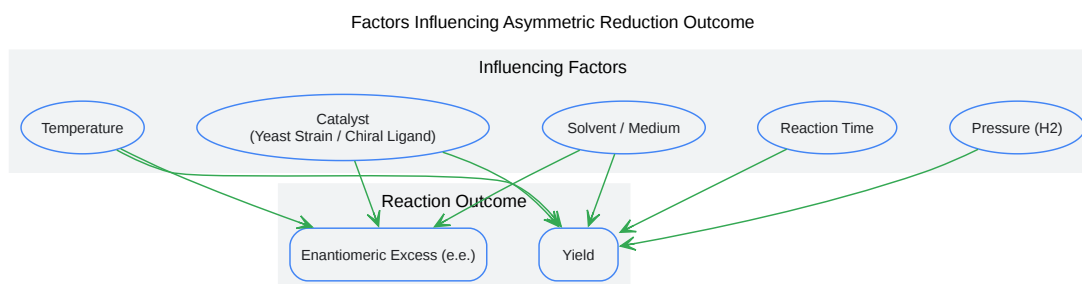 Factors Influencing Asymmetric Reduction Outcome
Influencing Factors
Temperature
Catalyst
(Yeast Strain / Chiral Ligand)
Solvent / Medium
Reaction Time
Pressure (H2)
Reaction Outcome
Enantiomeric Excess (e.e.)
Yield